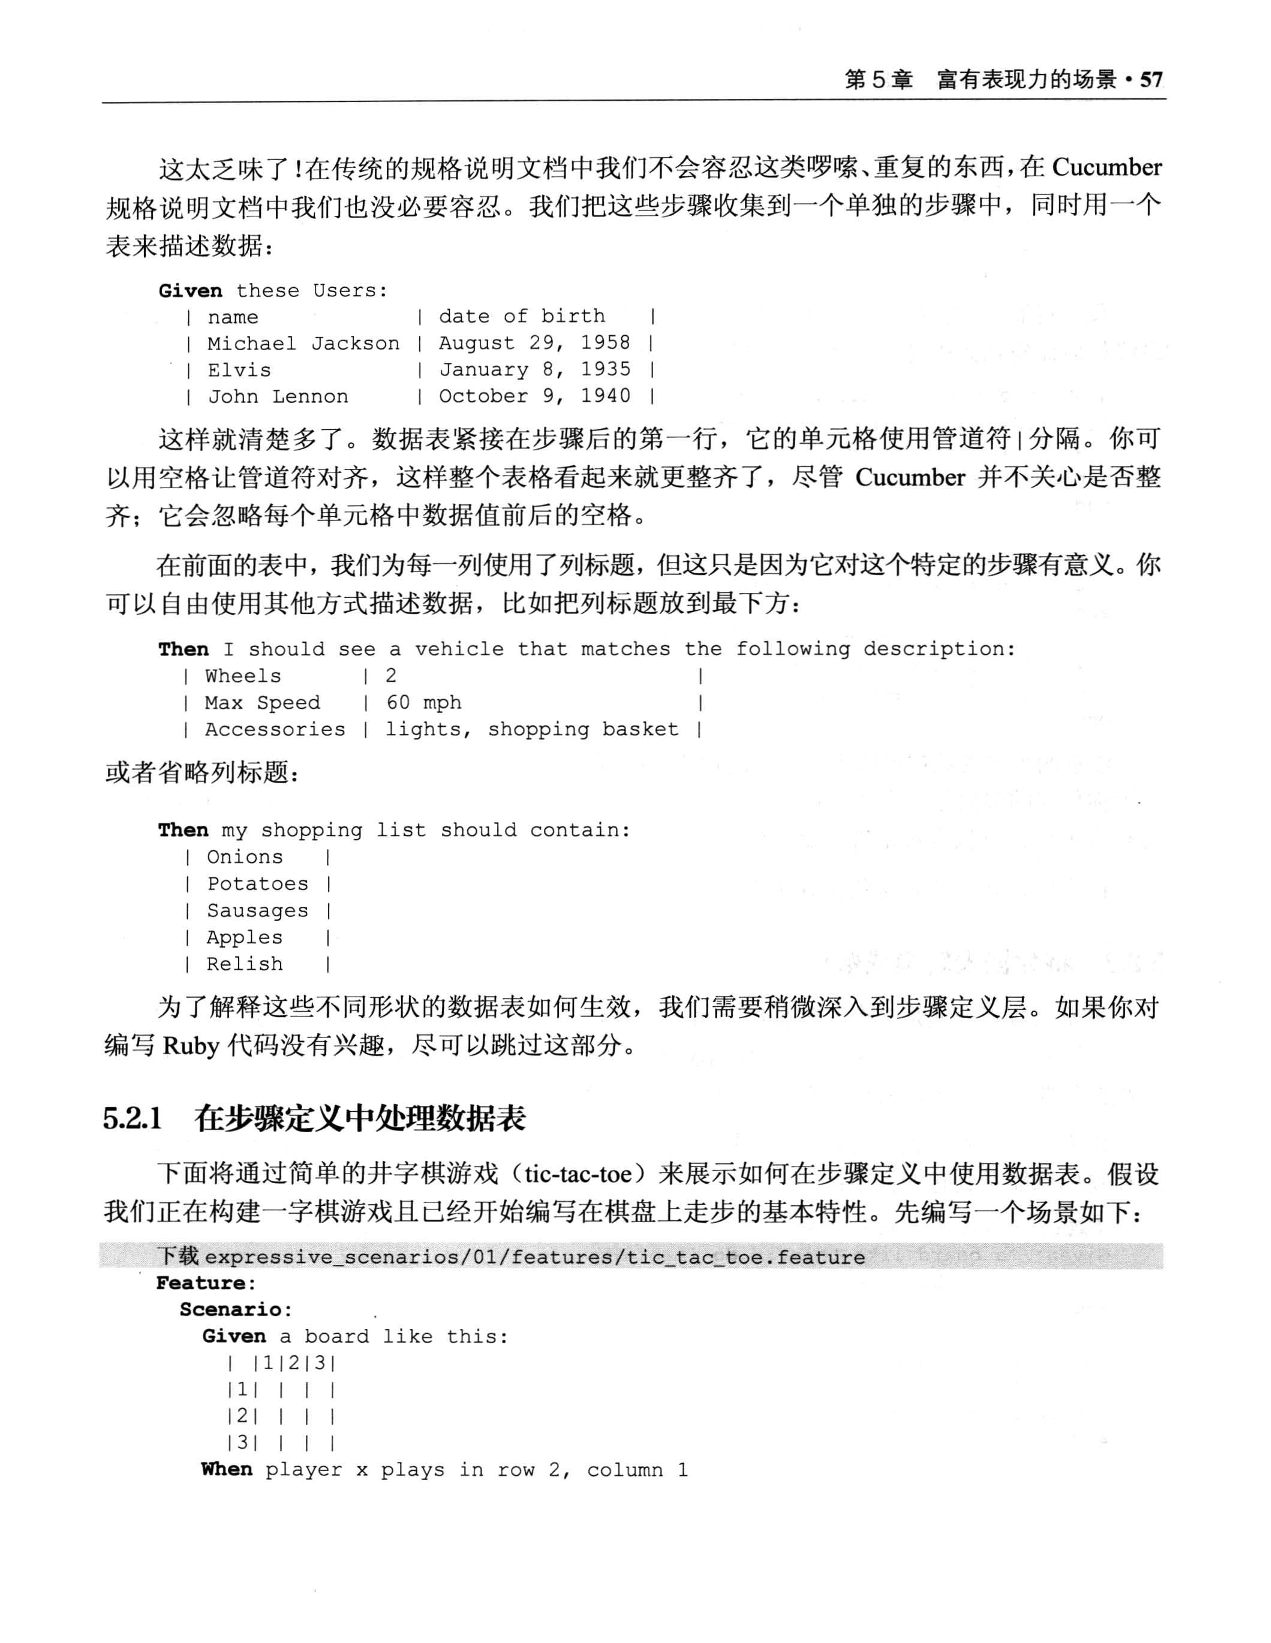 第 5 章　富有表现力的场景 • 57
这太乏味了!在传统的规格说明文档中我们不会容忍这类啰嗦、重复的东西,在 Cucumber
规格说明文档中我们也没必要容忍。我们把这些步骤收集到一个单独的步骤中，同时用一个
表来描述数据：
Given these Users:
| name            | date of birth   |
| Michael Jackson | August 29, 1958 |
| Elvis           | January 8, 1935 |
| John Lennon     | October 9, 1940 |
这样就清楚多了。数据表紧接在步骤后的第一行，它的单元格使用管道符|分隔。你可
以用空格让管道符对齐，这样整个表格看起来就更整齐了，尽管 Cucumber 并不关心是否整
齐；它会忽略每个单元格中数据值前后的空格。
在前面的表中，我们为每一列使用了列标题，但这只是因为它对这个特定的步骤有意义。你
可以自由使用其他方式描述数据，比如把列标题放到最下方：
Then I should see a vehicle that matches the following description:
| Wheels      | 2                       |
| Max Speed   | 60 mph                  |
| Accessories | lights, shopping basket |
或者省略列标题：
Then my shopping list should contain:
| Onions   |
| Potatoes |
| Sausages |
| Apples   |
| Relish   |
为了解释这些不同形状的数据表如何生效，我们需要稍微深入到步骤定义层。如果你对
编写 Ruby 代码没有兴趣，尽可以跳过这部分。
5.2.1　在步骤定义中处理数据表
下面将通过简单的井字棋游戏（tic-tac-toe）来展示如何在步骤定义中使用数据表。假设
我们正在构建一字棋游戏且已经开始编写在棋盘上走步的基本特性。先编写一个场景如下：
下载 expressive_scenarios/01/features/tic_tac_toe.feature
Feature:
Scenario:
Given a board like this:
| |1|2|3|
|1| | | |
|2| | | |
|3| | | |
When player x plays in row 2, column 1